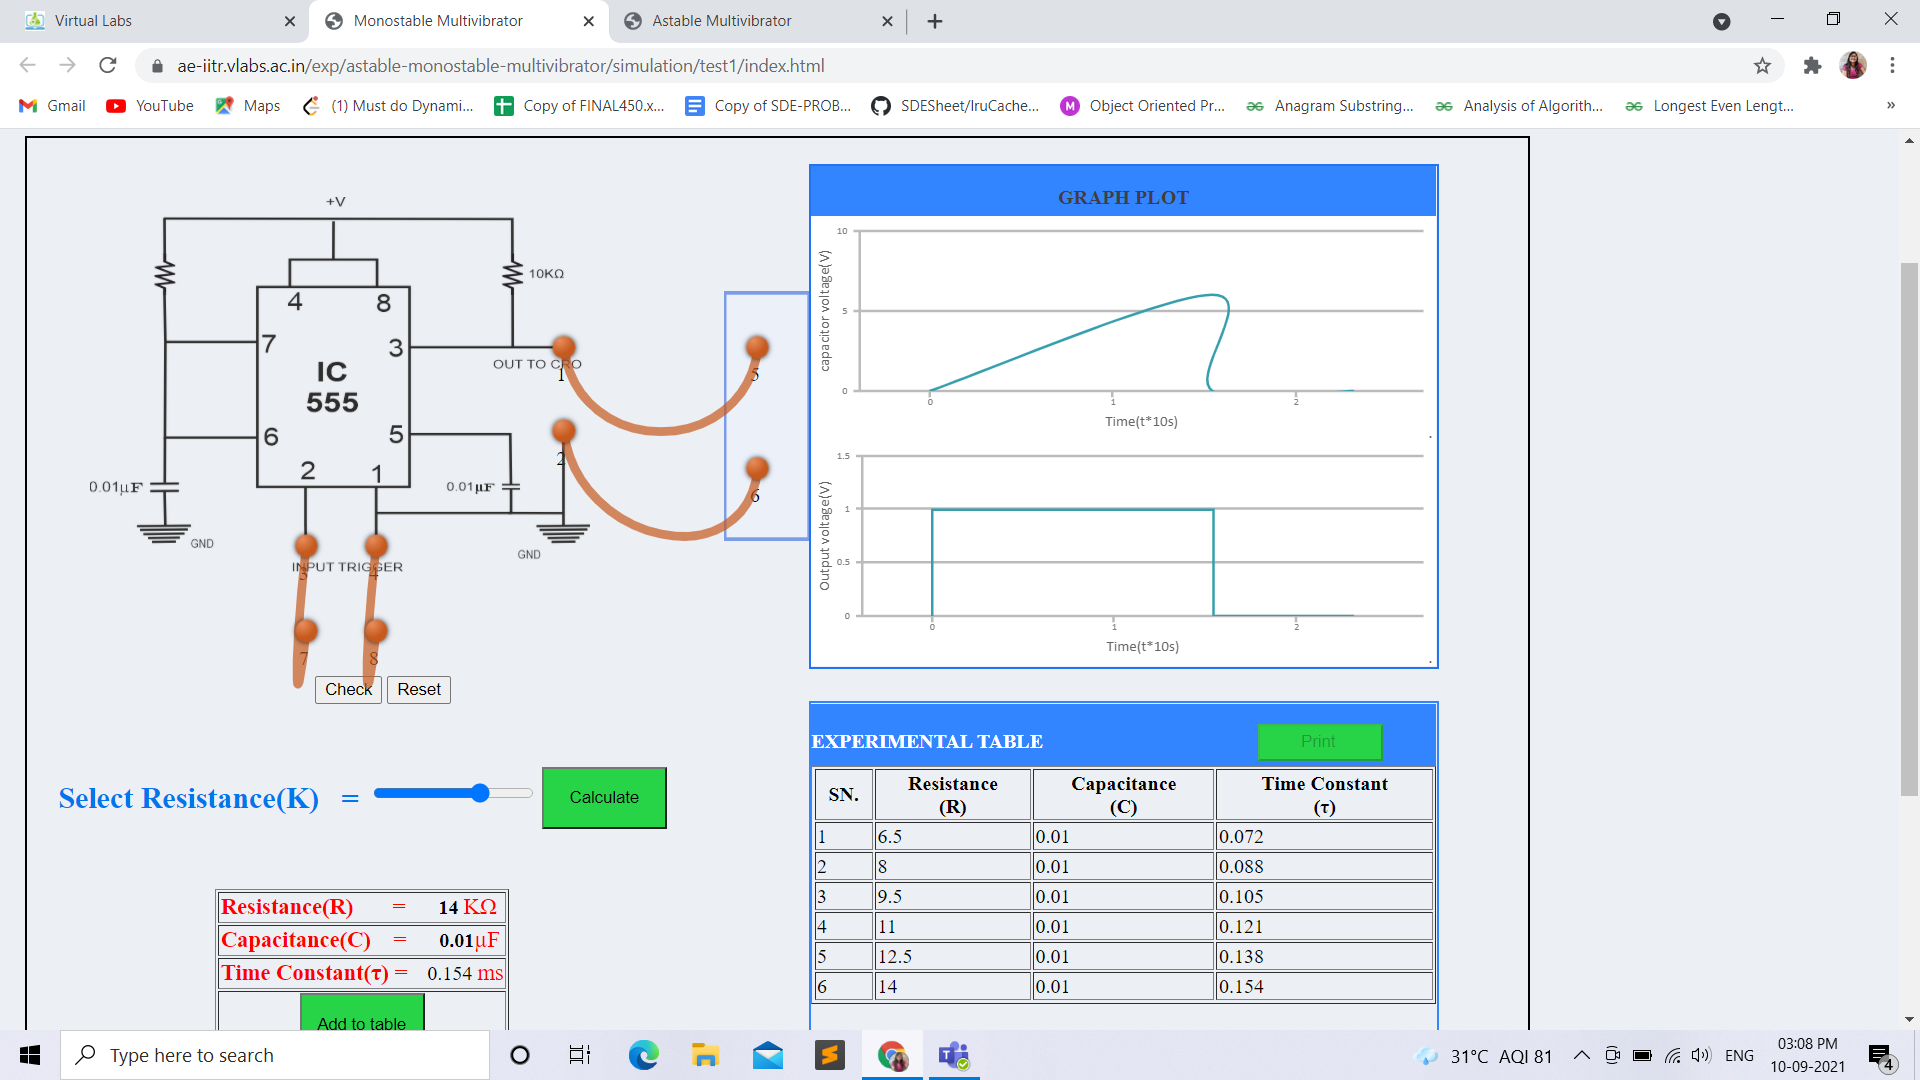 Virtual Labs
Monostable Multivibrator
Astable Multivibrator
ae-iitr.vlabs.ac.in/exp/astable-monostable-multivibrator/simulation/test1/index.html
Gmail
YouTube
Maps
(1) Must do Dynami...
Copy of FINAL450.x...
Copy of SDE-PROB...
SDESheet/lruCache...
M
Object Oriented Pr...
Anagram Substring...
Analysis of Algorith...
Longest Even Lengt...
»
+V
10KΩ
4
8
7
3
IC
555
OUT TO CRO
1
5
6
5
2
2
1
6
0.01μF
0.01μF
GND
GND
INPUT TRIGGER
3
4
7
8
Check
Reset
Select Resistance(K) =
Calculate
Resistance(R) = 14 KΩ
Capacitance(C) = 0.01μF
Time Constant(τ) = 0.154 ms
Add to table
GRAPH PLOT
capacitor voltage(V)
10
5
0
0 1 2
Time(t*10s)
.
Output voltage(V)
1.5
1
0.5
0
0 1 2
Time(t*10s)
.
EXPERIMENTAL TABLE
Print
SN. Resistance (R) Capacitance (C) Time Constant (τ)
1 6.5 0.01 0.072
2 8 0.01 0.088
3 9.5 0.01 0.105
4 11 0.01 0.121
5 12.5 0.01 0.138
6 14 0.01 0.154
Type here to search
31°C AQI 81
ENG
03:08 PM
10-09-2021
4